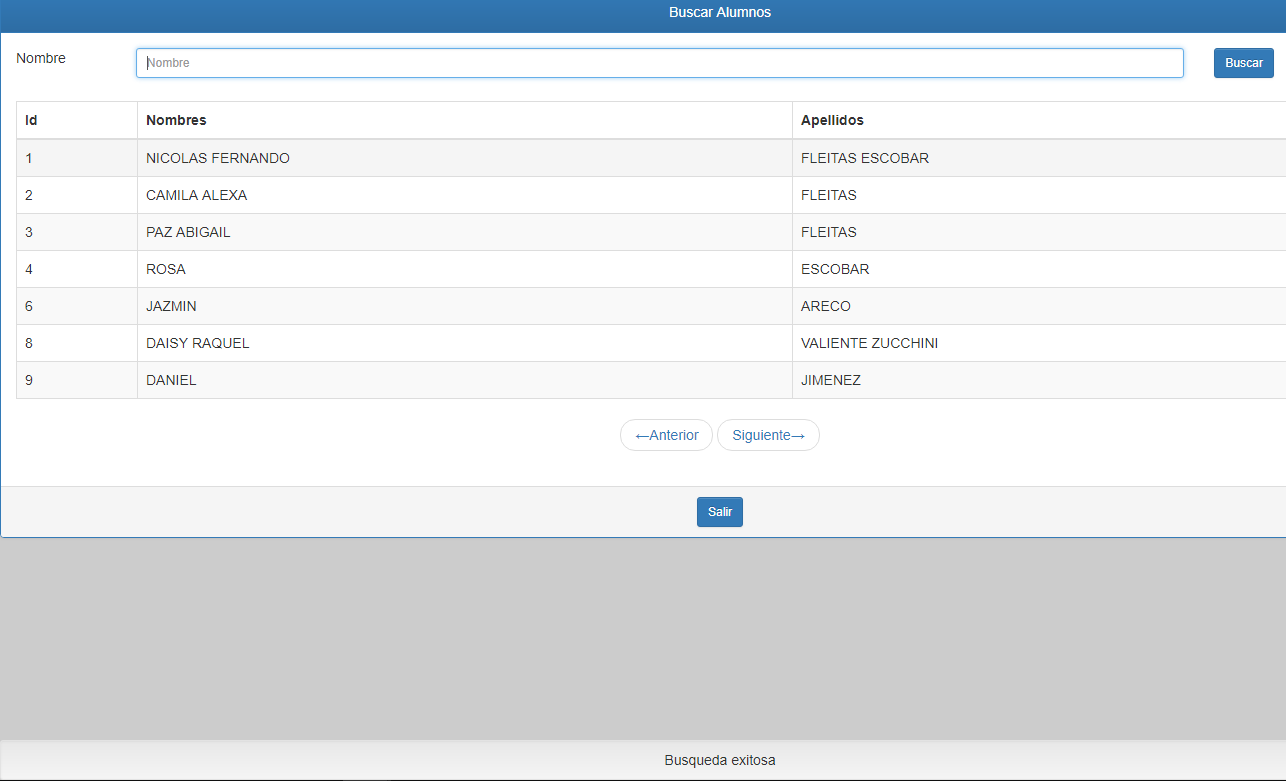 Buscar Alumnos
Nombre Nombre Buscar
Id Nombres Apellidos
1 NICOLAS FERNANDO FLEITAS ESCOBAR
2 CAMILA ALEXA FLEITAS
3 PAZ ABIGAIL FLEITAS
4 ROSA ESCOBAR
6 JAZMIN ARECO
8 DAISY RAQUEL VALIENTE ZUCCHINI
9 DANIEL JIMENEZ
←Anterior Siguiente→
Salir
Busqueda exitosa